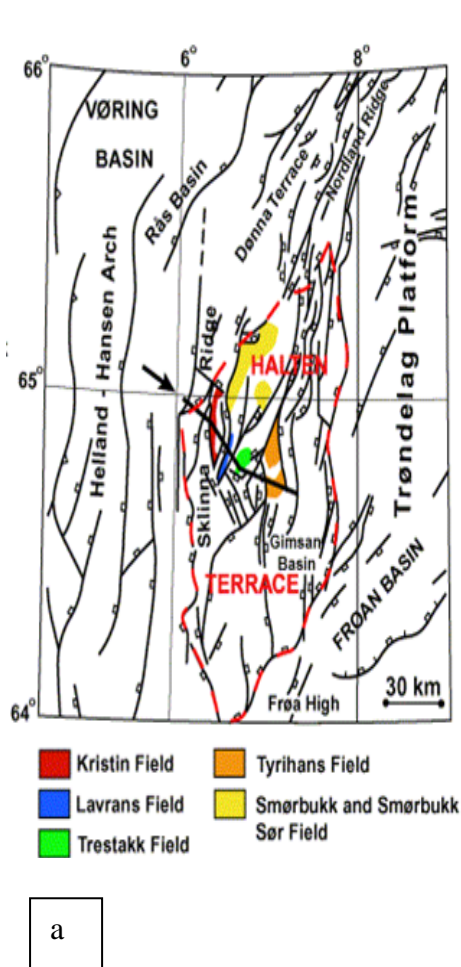 66°
6°
8°
VØRING
BASIN
Rås Basin
Dønna Terrace
Nordland Ridge
Helland - Hansen Arch
Trøndelag Platform
65°
Sklinna Ridge
HALTEN
Gimsan
Basin
TERRACE
FRØAN BASIN
30 km
64°
Frøa High
Kristin Field
Tyrihans Field
Lavrans Field
Smørbukk and Smørbukk
Sør Field
Trestakk Field
a